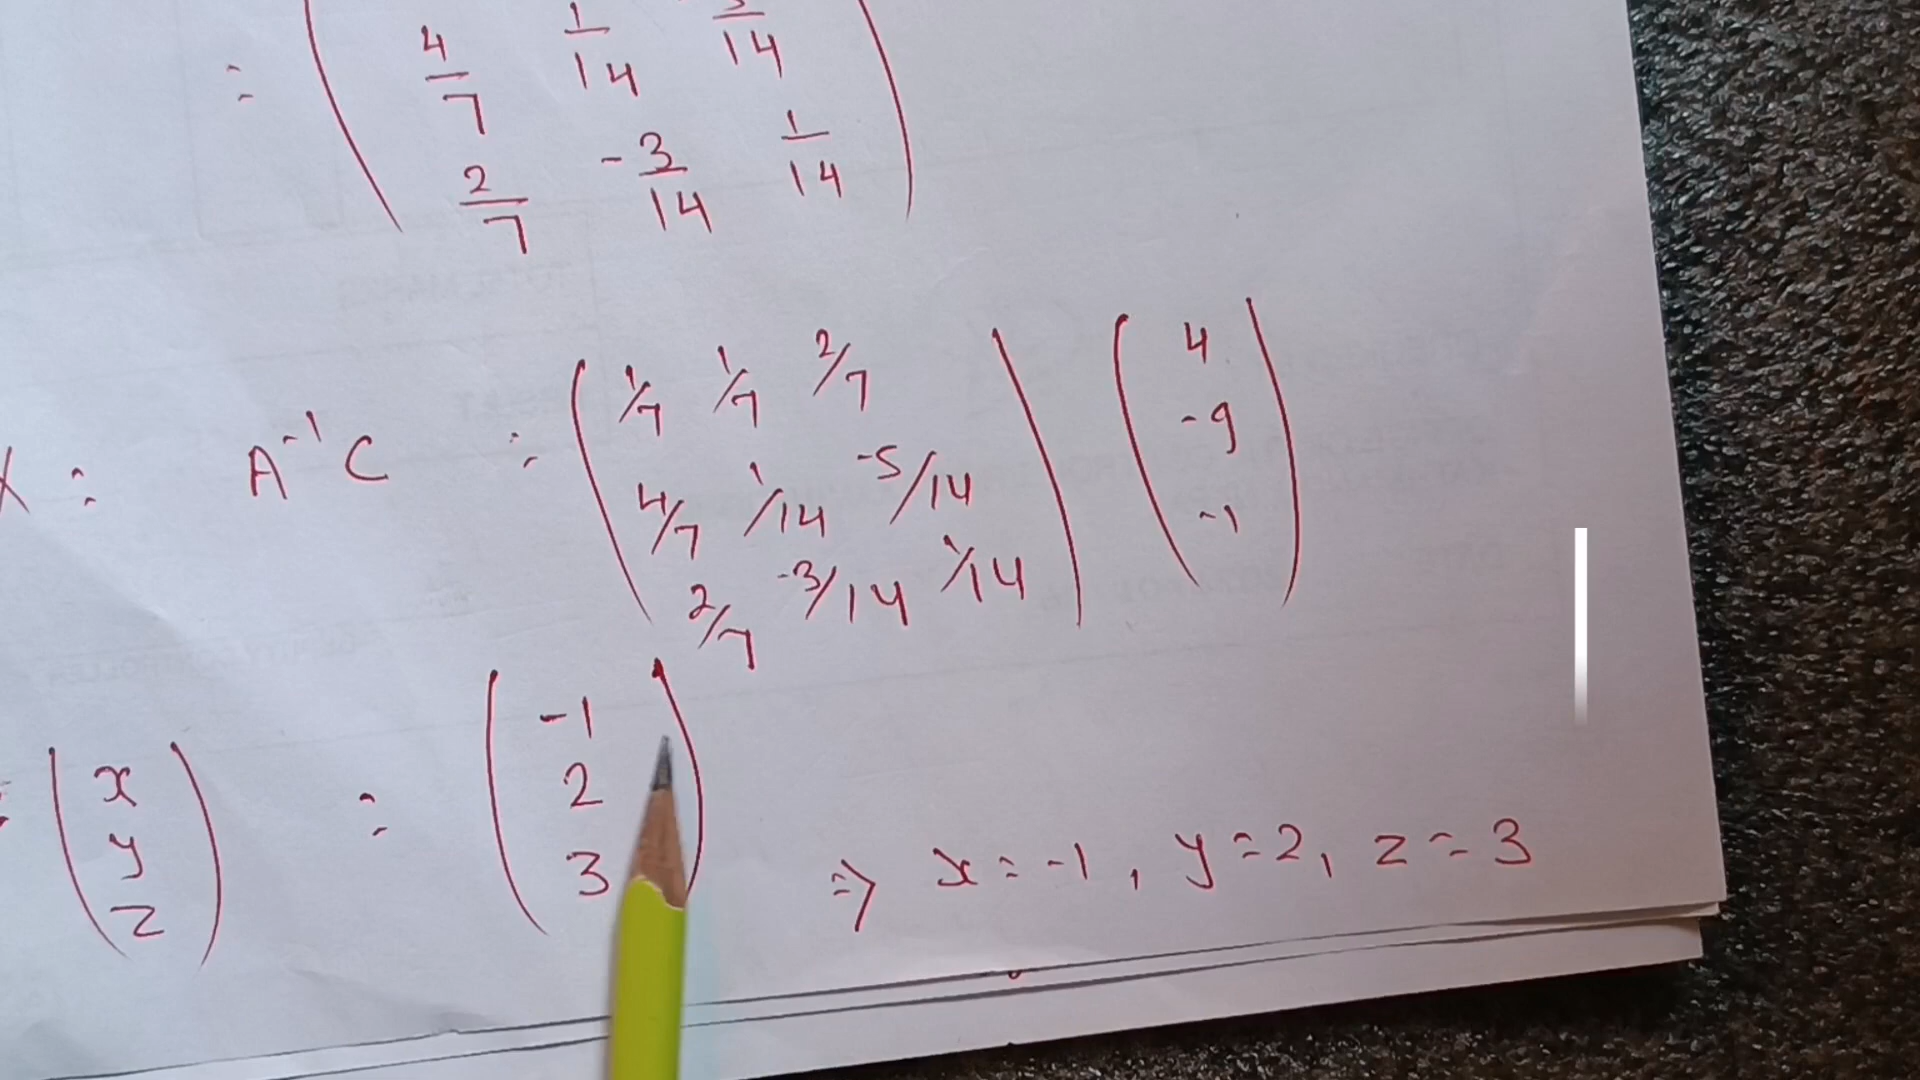 = ( 4/7 1/14 /14
2/7 -3/14 1/14 )
X = A⁻¹C = ( 1/7 1/7 2/7
4/7 1/14 -5/14
2/7 -3/14 1/14 ) ( 4
-9
-1 )
= ( x
y
z ) = ( -1
2
3 ) => x = -1, y = 2, z = 3